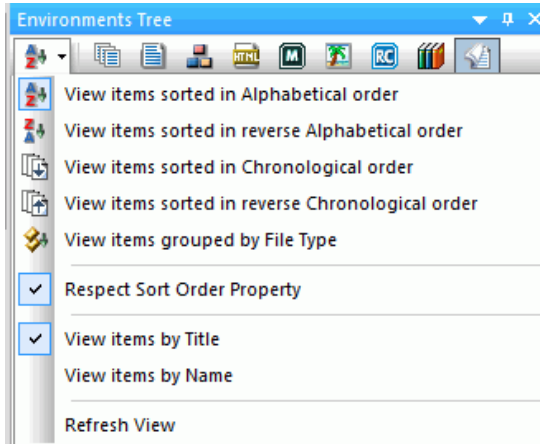 Environments Tree
HTML M RC
View items sorted in Alphabetical order
View items sorted in reverse Alphabetical order
View items sorted in Chronological order
View items sorted in reverse Chronological order
View items grouped by File Type
Respect Sort Order Property
View items by Title
View items by Name
Refresh View